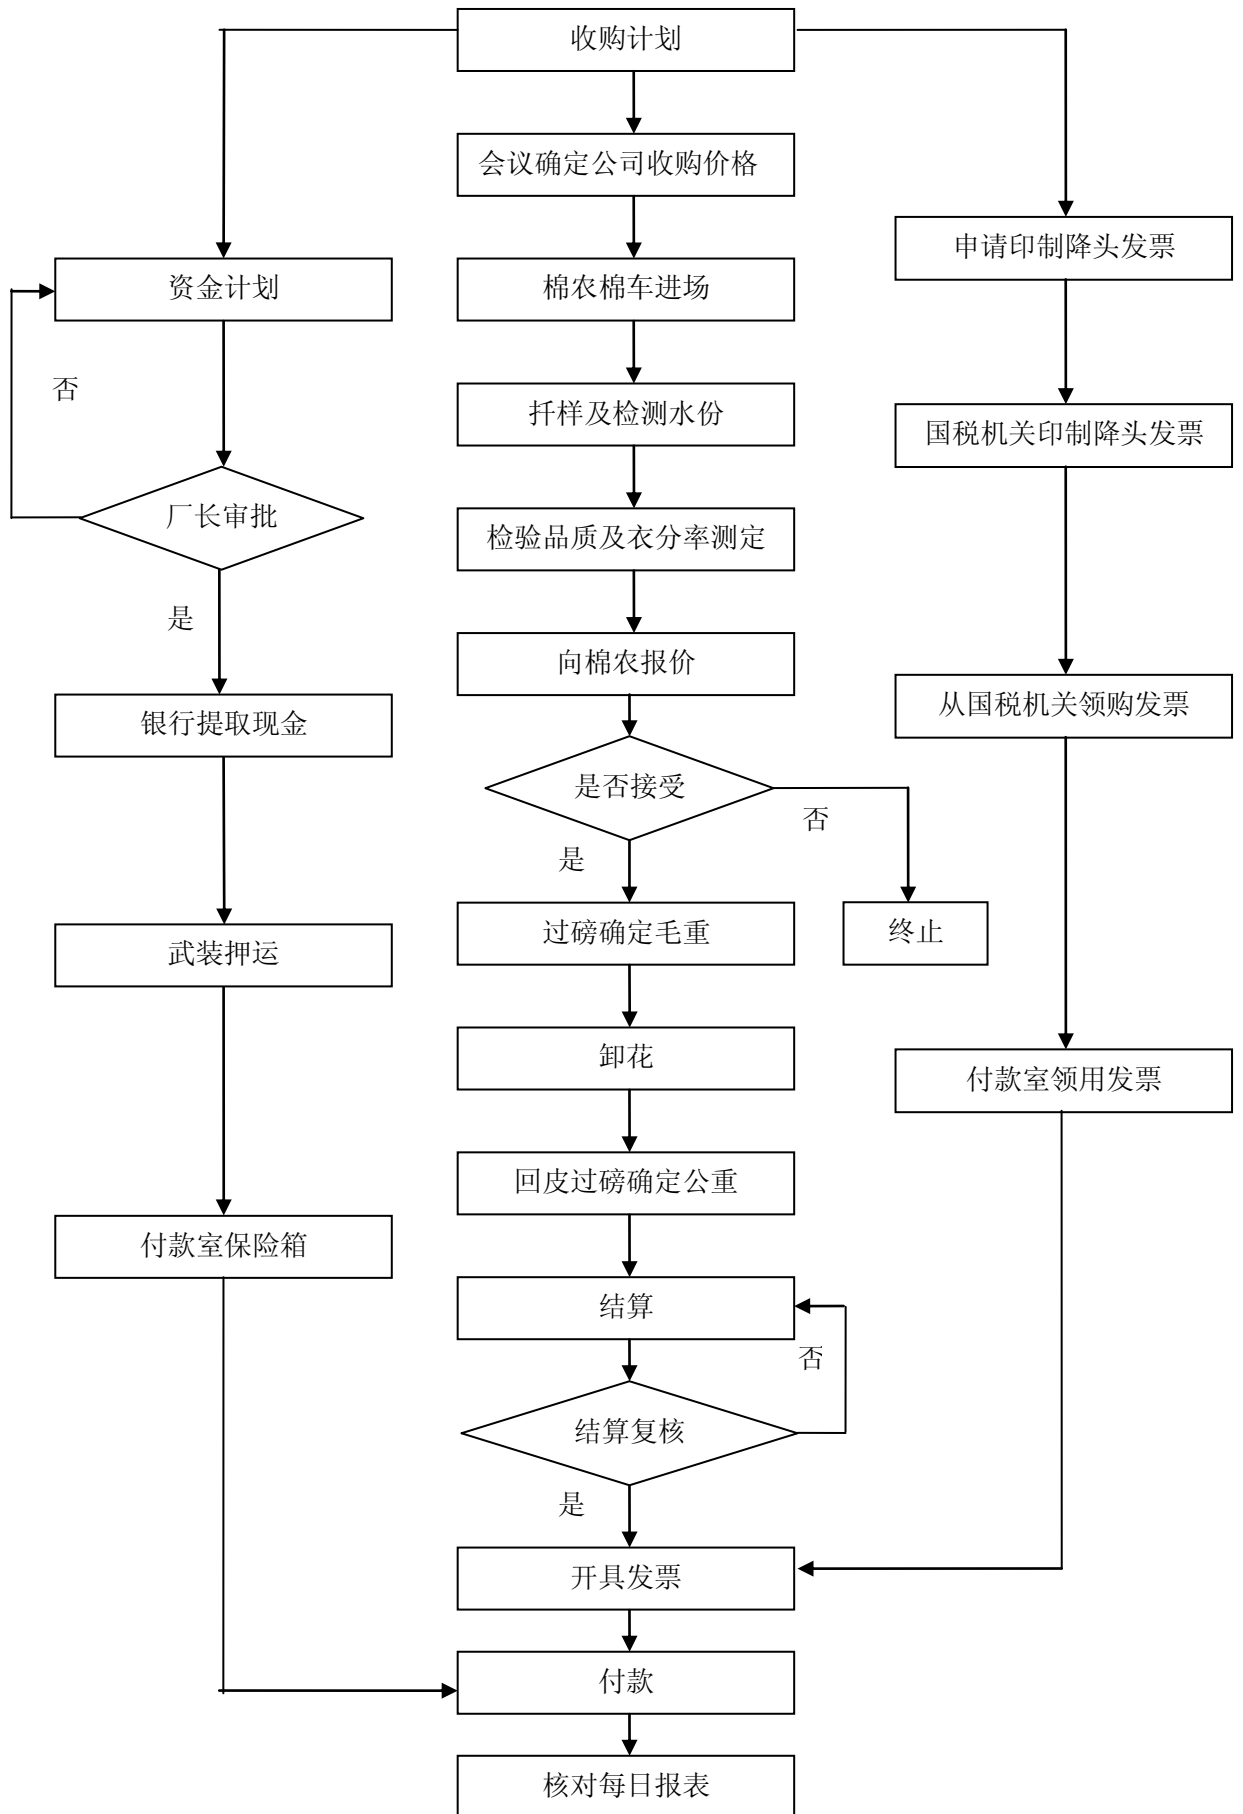 收购计划
会议确定公司收购价格
申请印制降头发票
资金计划
棉农棉车进场
否
扦样及检测水份
国税机关印制降头发票
厂长审批
检验品质及衣分率测定
是
向棉农报价
银行提取现金
从国税机关领购发票
是否接受
否
是
过磅确定毛重
终止
武装押运
卸花
付款室领用发票
回皮过磅确定公重
付款室保险箱
结算
否
结算复核
是
开具发票
付款
核对每日报表